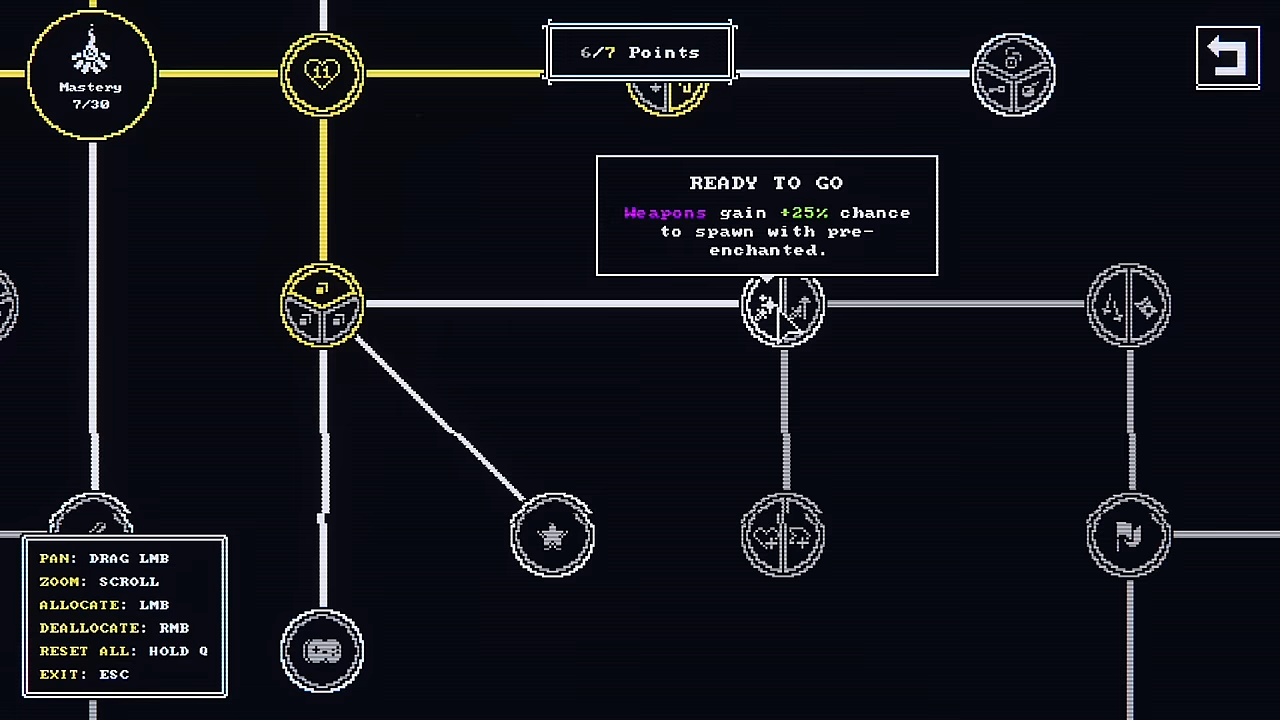 Mastery
7/30
11
6/7 Points
READY TO GO
Weapons gain +25% chance
to spawn with pre-
enchanted.
PAN: DRAG LMB
ZOOM: SCROLL
ALLOCATE: LMB
DEALLOCATE: RMB
RESET ALL: HOLD Q
EXIT: ESC